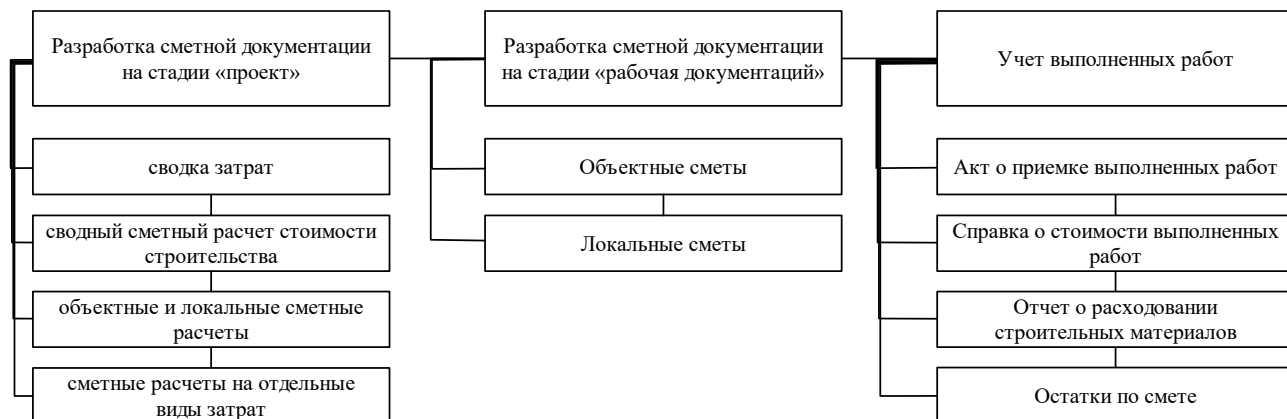 Разработка сметной документации
на стадии «проект»
сводка затрат
сводный сметный расчет стоимости
строительства
объектные и локальные сметные
расчеты
сметные расчеты на отдельные
виды затрат
Разработка сметной документации
на стадии «рабочая документаций»
Объектные сметы
Локальные сметы
Учет выполненных работ
Акт о приемке выполненных работ
Справка о стоимости выполненных
работ
Отчет о расходовании
строительных материалов
Остатки по смете